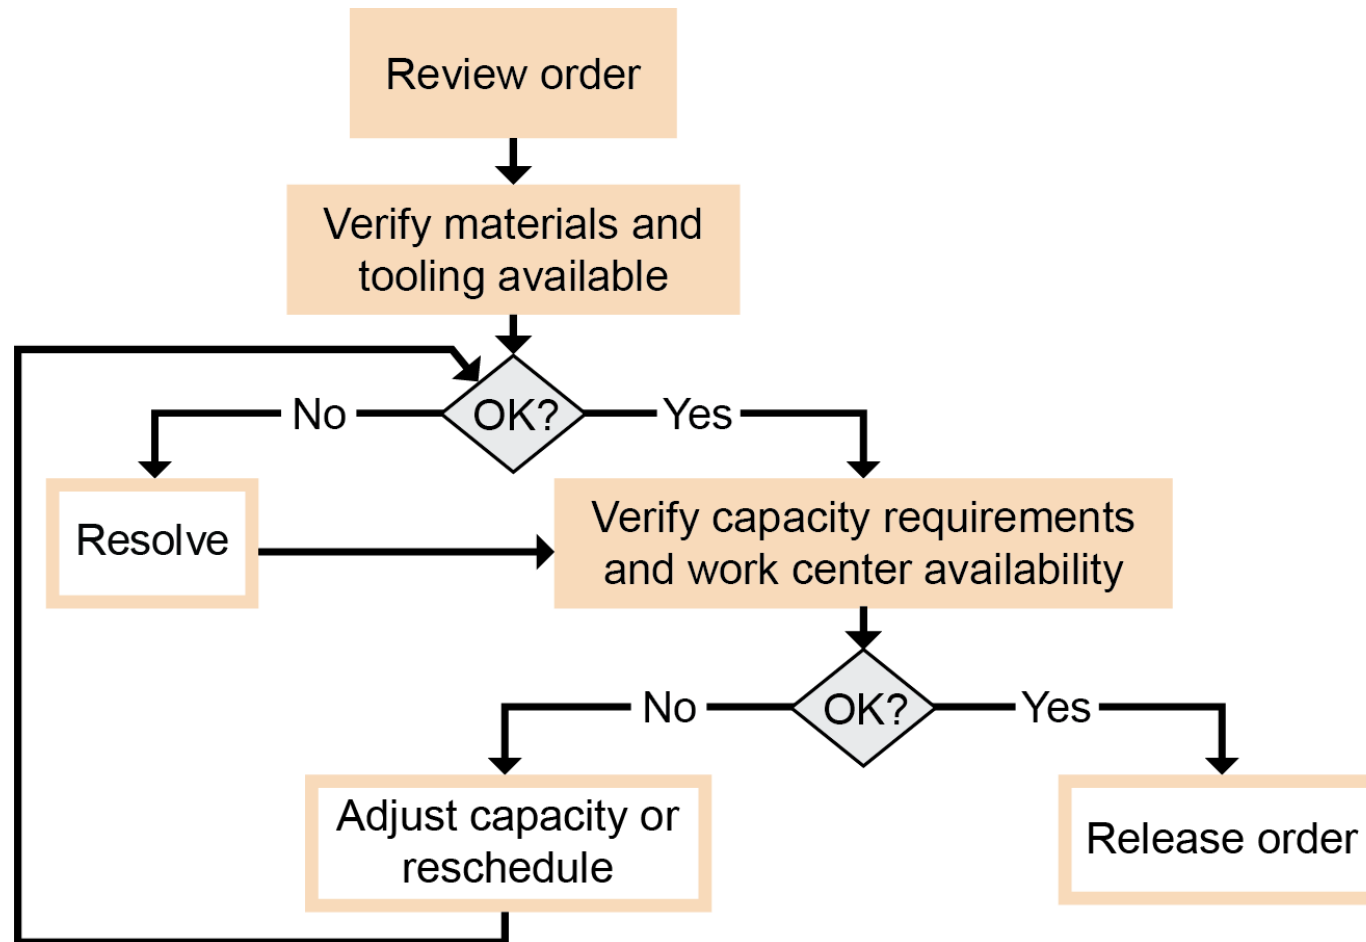 Review order
Verify materials and
tooling available
No
OK?
Yes
Resolve
Verify capacity requirements
and work center availability
No
OK?
Yes
Adjust capacity or
reschedule
Release order